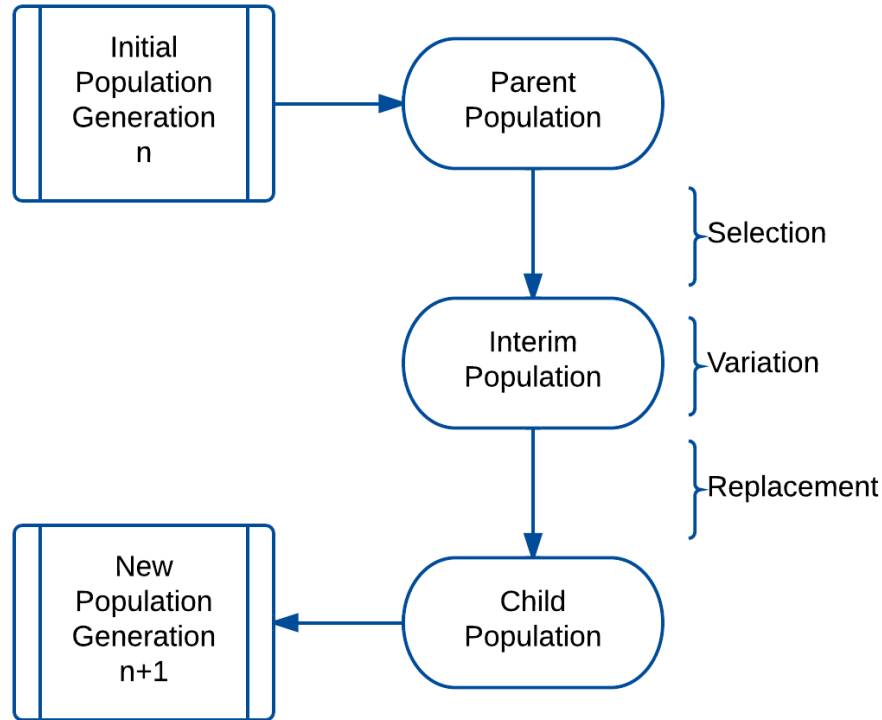 Initial
Population
Generation
n
Parent
Population
Selection
Interim
Population
Variation
Replacement
New
Population
Generation
n+1
Child
Population